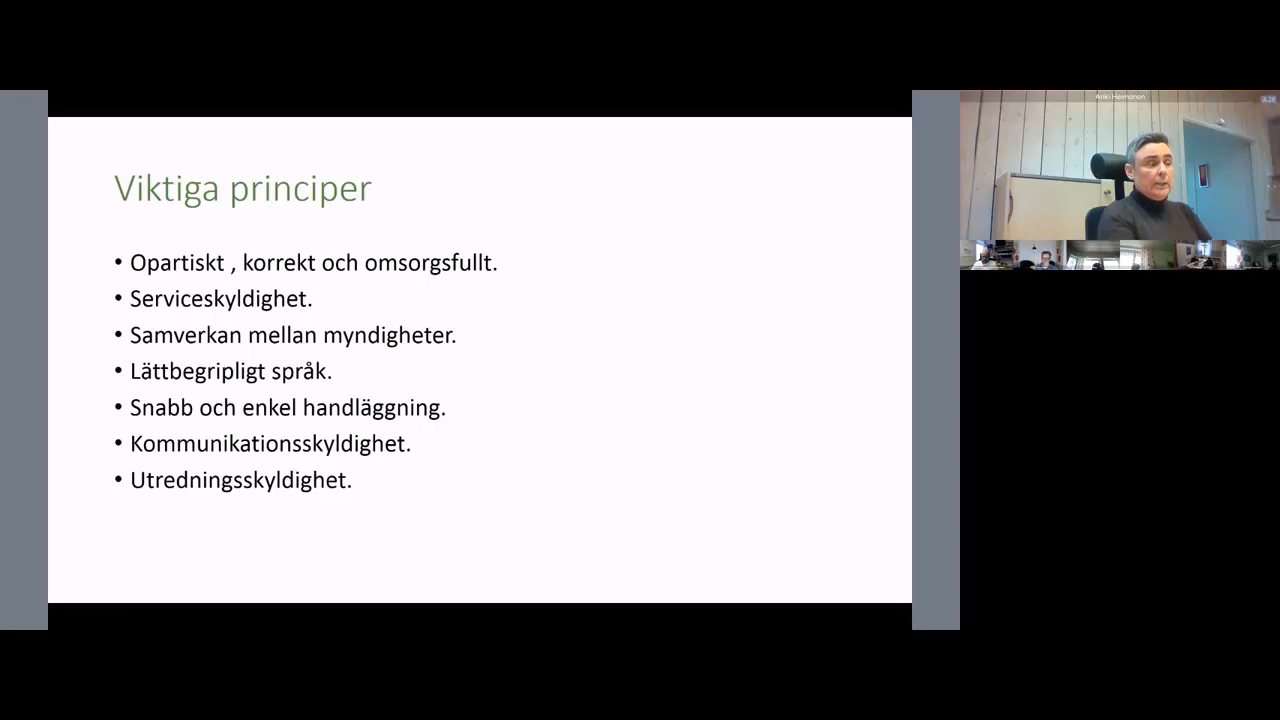 Viktiga principer
• Opartiskt , korrekt och omsorgsfullt.
• Serviceskyldighet.
• Samverkan mellan myndigheter.
• Lättbegripligt språk.
• Snabb och enkel handläggning.
• Kommunikationsskyldighet.
• Utredningsskyldighet.